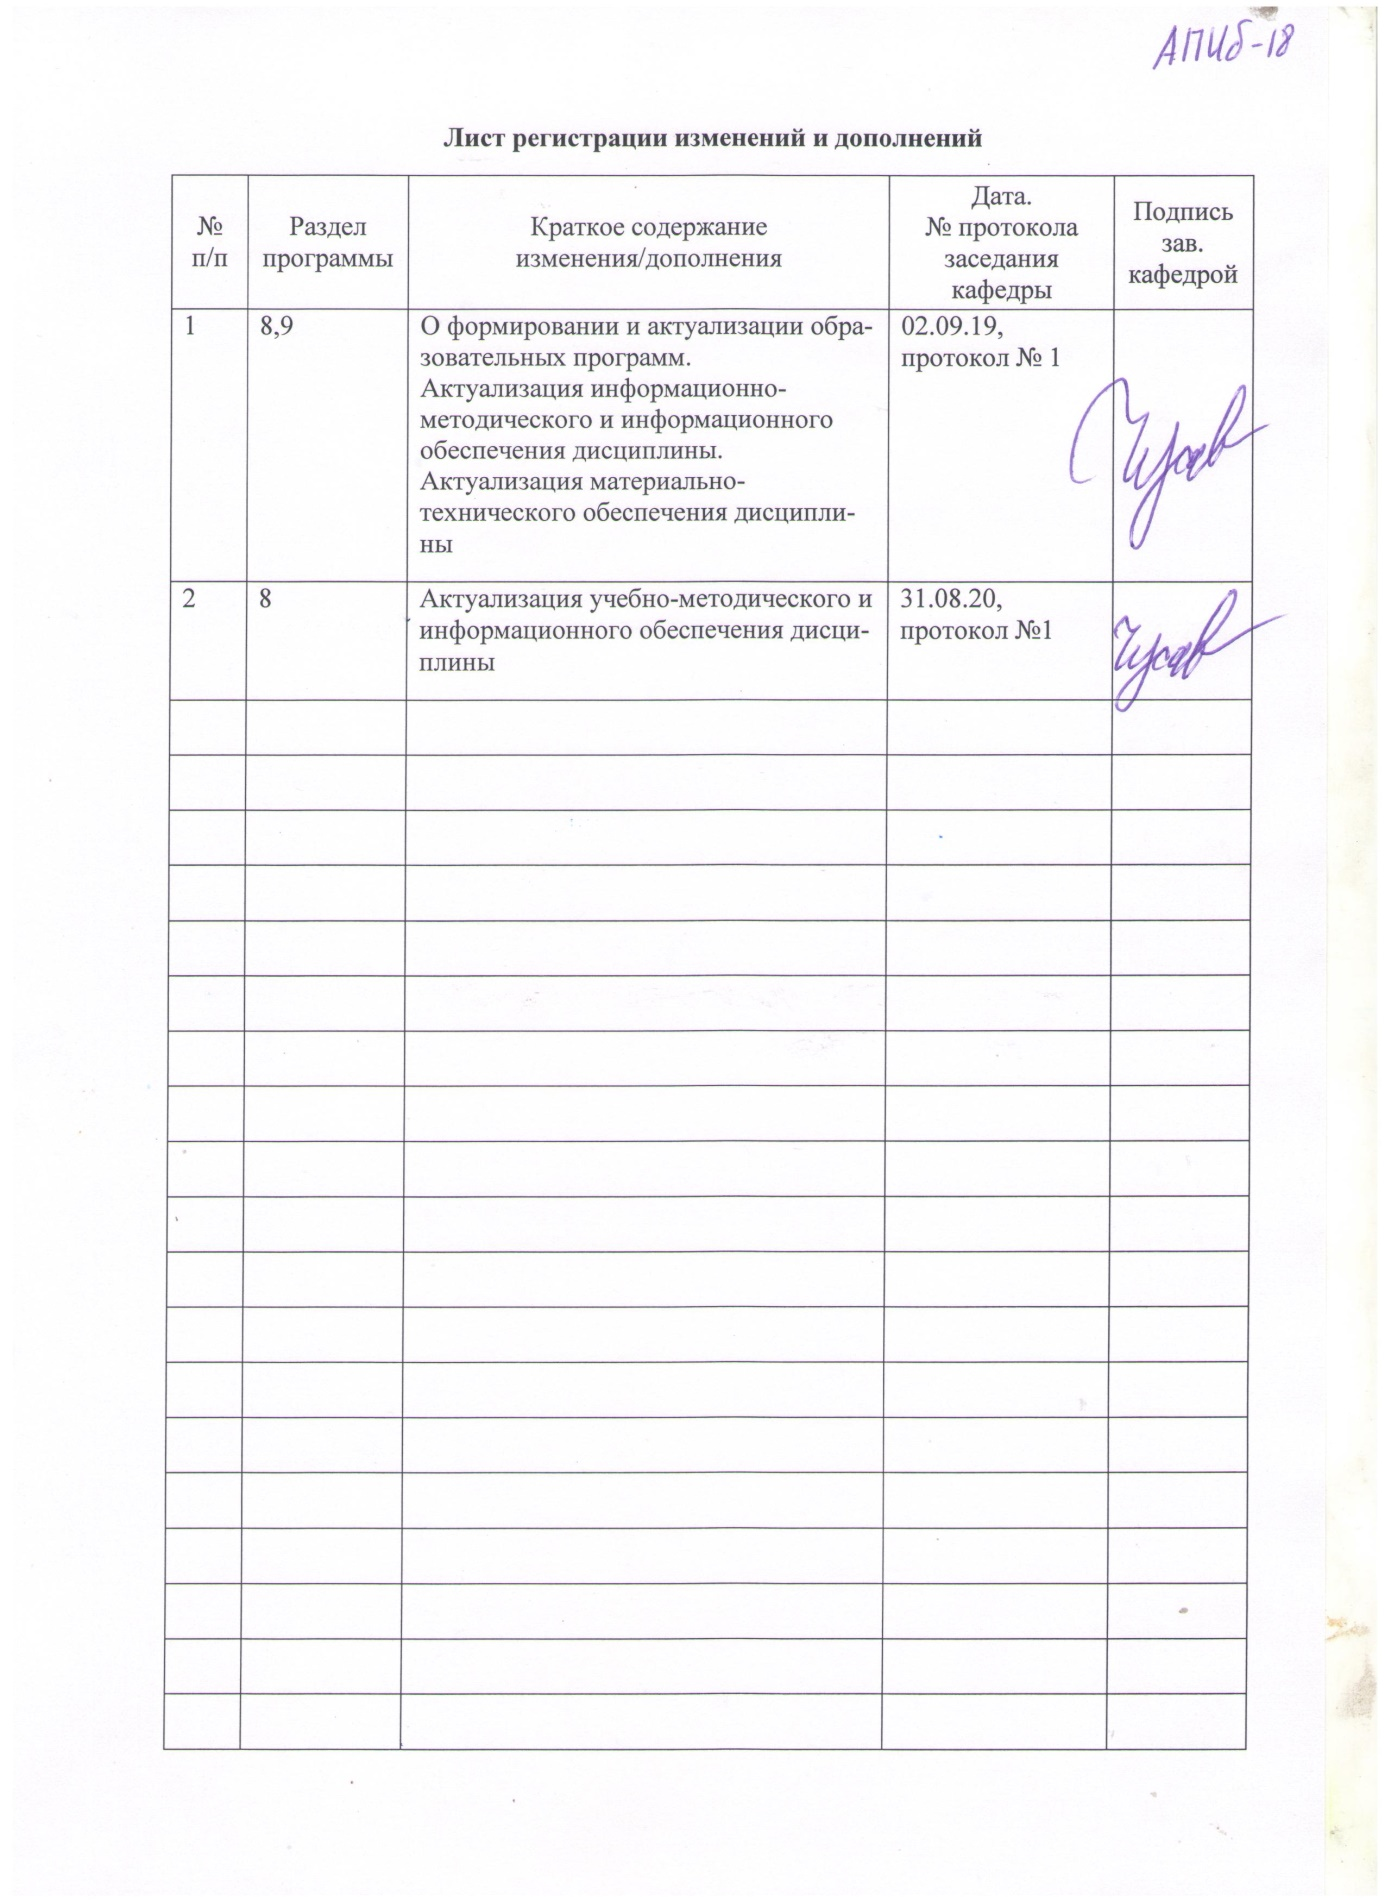 АПИб-18
Лист регистрации изменений и дополнений
№
п/п
Раздел
программы
Краткое содержание
изменения/дополнения
Дата.
№ протокола
заседания
кафедры
Подпись
зав.
кафедрой
1
8,9
О формировании и актуализации обра-
зовательных программ.
Актуализация информационно-
методического и информационного
обеспечения дисциплины.
Актуализация материально-
технического обеспечения дисципли-
ны
02.09.19,
протокол № 1
2
8
Актуализация учебно-методического и
информационного обеспечения дисци-
плины
31.08.20,
протокол №1